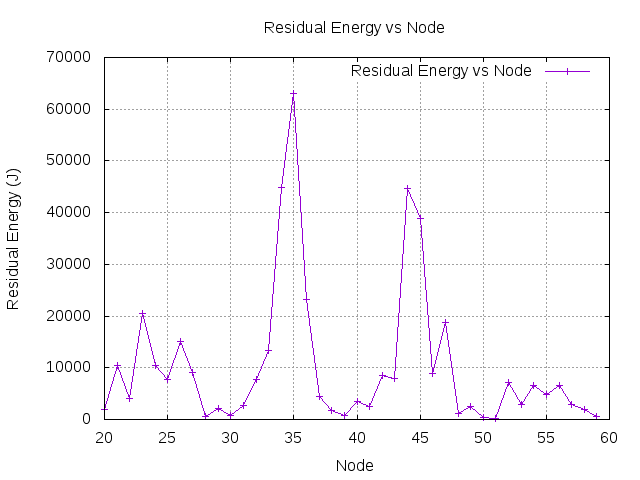 Residual Energy vs Node
70000
60000
50000
40000
30000
20000
10000
0
Residual Energy (J)
Residual Energy vs Node
20 25 30 35 40 45 50 55 60
Node